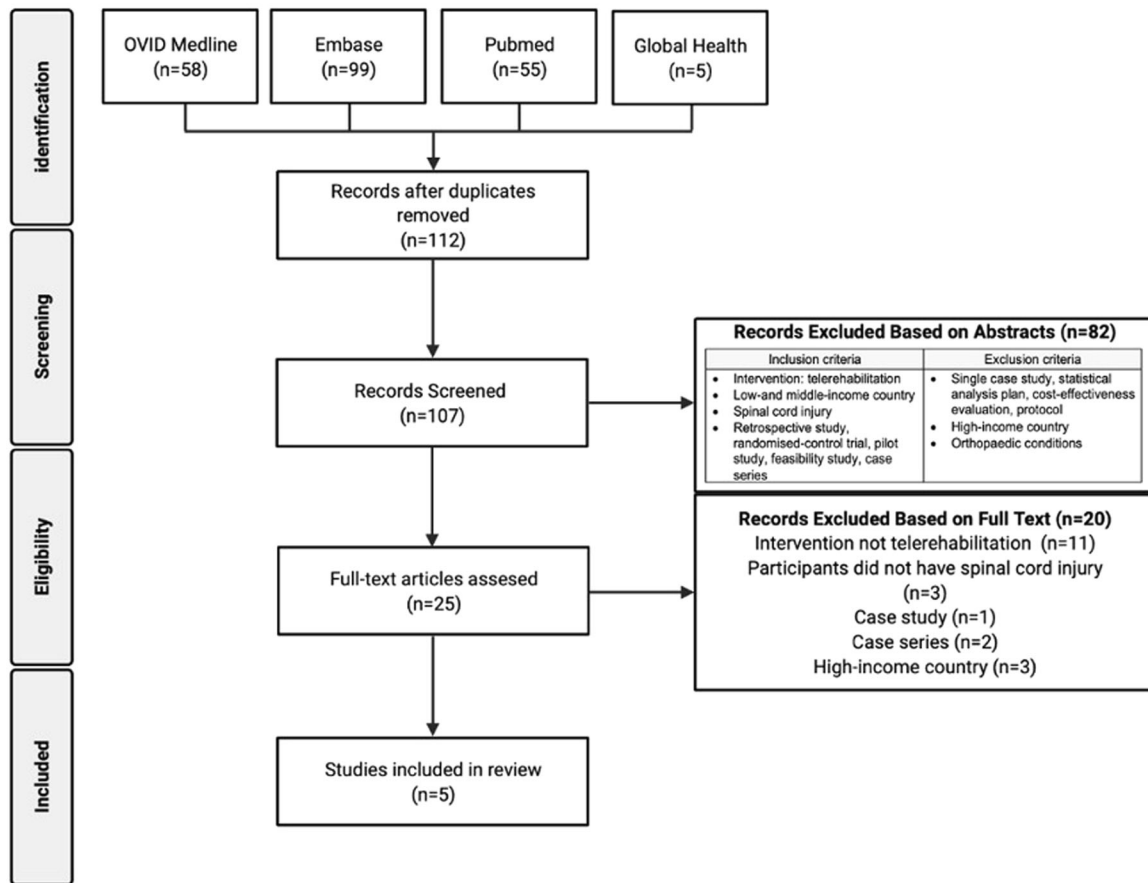 identification
OVID Medline
(n=58)
Embase
(n=99)
Pubmed
(n=55)
Global Health
(n=5)
Records after duplicates
removed
(n=112)
Screening
Records Screened
(n=107)
Records Excluded Based on Abstracts (n=82)
Inclusion criteria
• Intervention: telerehabilitation
• Low-and middle-income country
• Spinal cord injury
• Retrospective study,
randomised-control trial, pilot
study, feasibility study, case
series
Exclusion criteria
• Single case study, statistical
analysis plan, cost-effectiveness
evaluation, protocol
• High-income country
• Orthopaedic conditions
Eligibility
Full-text articles assesed
(n=25)
Records Excluded Based on Full Text (n=20)
Intervention not telerehabilitation (n=11)
Participants did not have spinal cord injury
(n=3)
Case study (n=1)
Case series (n=2)
High-income country (n=3)
Included
Studies included in review
(n=5)